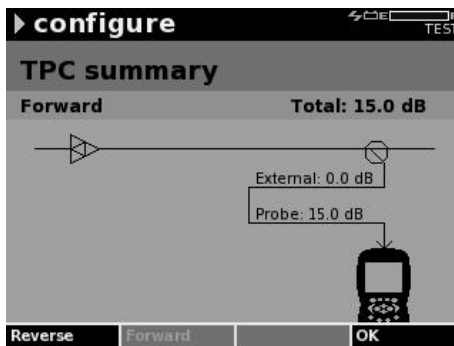 configure
E
TEST
TPC summary
Forward
Total: 15.0 dB
External: 0.0 dB
Probe: 15.0 dB
Reverse
Forward
OK